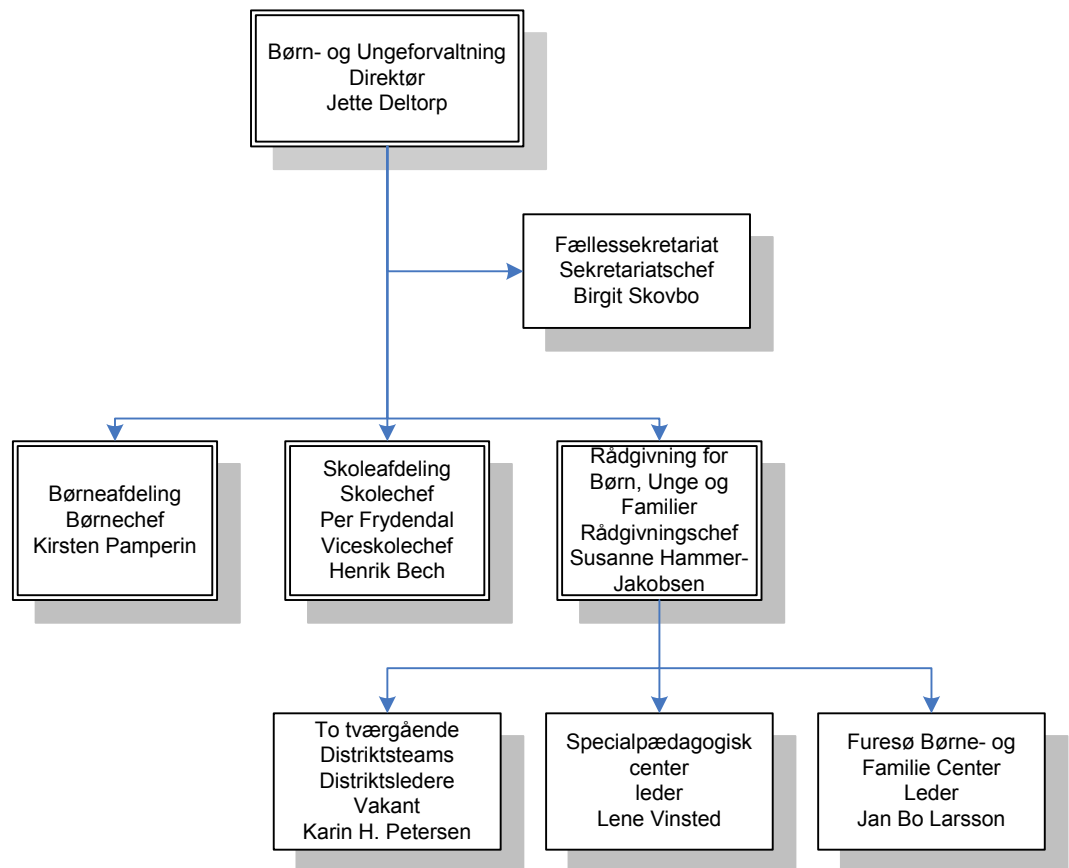 Børn- og Ungeforvaltning
Direktør
Jette Deltorp
Fællessekretariat
Sekretariatschef
Birgit Skovbo
Børneafdeling
Børnechef
Kirsten Pamperin
Skoleafdeling
Skolechef
Per Frydendal
Viceskolechef
Henrik Bech
Rådgivning for
Børn, Unge og
Familier
Rådgivningschef
Susanne Hammer-
Jakobsen
To tværgående
Distriktsteams
Distriktsledere
Vakant
Karin H. Petersen
Specialpædagogisk
center
leder
Lene Vinsted
Furesø Børne- og
Familie Center
Leder
Jan Bo Larsson